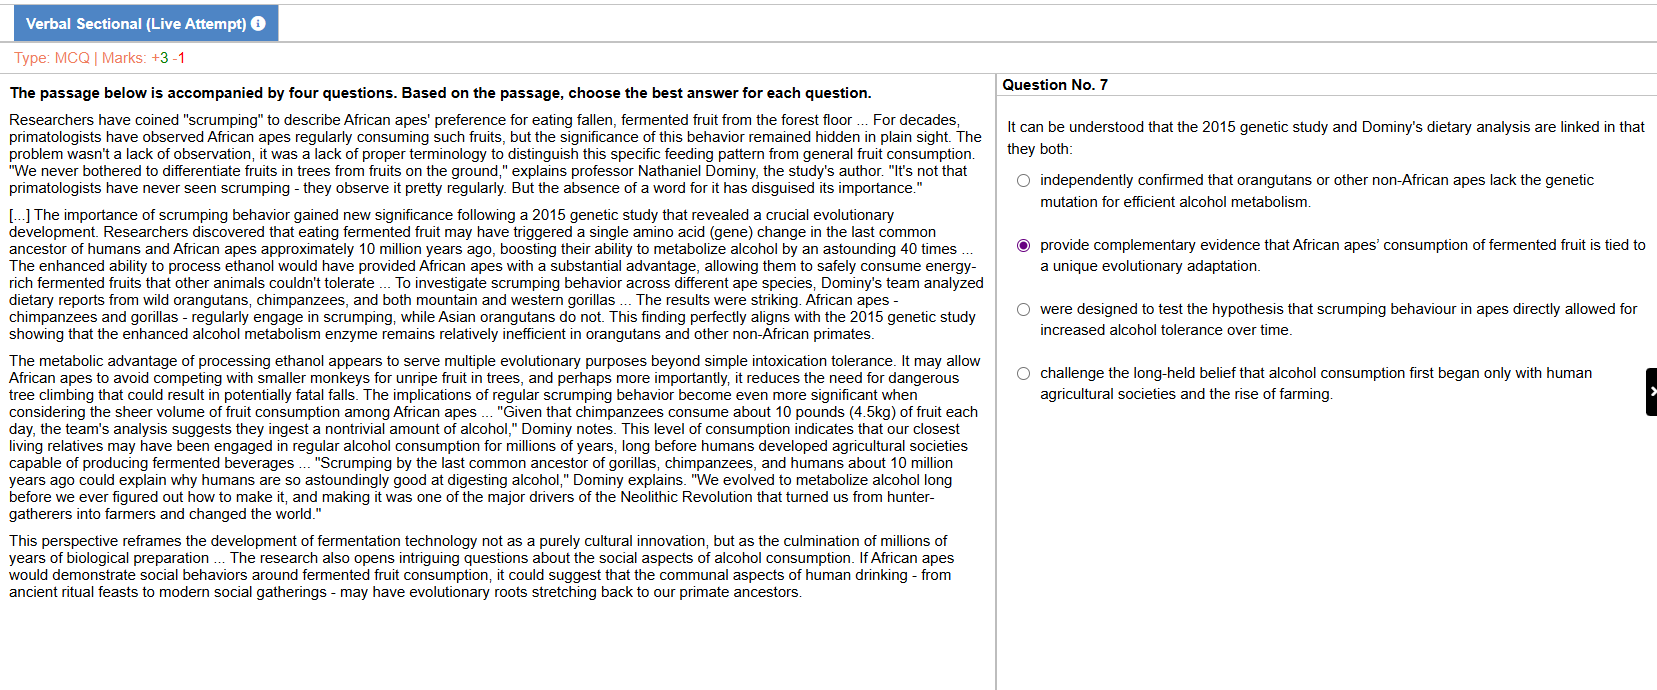 Verbal Sectional (Live Attempt)
Type: MCQ | Marks: +3 -1
The passage below is accompanied by four questions. Based on the passage, choose the best answer for each question.
Researchers have coined "scrumping" to describe African apes' preference for eating fallen, fermented fruit from the forest floor ... For decades,
primatologists have observed African apes regularly consuming such fruits, but the significance of this behavior remained hidden in plain sight. The
problem wasn't a lack of observation, it was a lack of proper terminology to distinguish this specific feeding pattern from general fruit consumption.
"We never bothered to differentiate fruits in trees from fruits on the ground," explains professor Nathaniel Dominy, the study's author. "It's not that
primatologists have never seen scrumping - they observe it pretty regularly. But the absence of a word for it has disguised its importance."
[...] The importance of scrumping behavior gained new significance following a 2015 genetic study that revealed a crucial evolutionary
development. Researchers discovered that eating fermented fruit may have triggered a single amino acid (gene) change in the last common
ancestor of humans and African apes approximately 10 million years ago, boosting their ability to metabolize alcohol by an astounding 40 times ...
The enhanced ability to process ethanol would have provided African apes with a substantial advantage, allowing them to safely consume energy-
rich fermented fruits that other animals couldn't tolerate ... To investigate scrumping behavior across different ape species, Dominy's team analyzed
dietary reports from wild orangutans, chimpanzees, and both mountain and western gorillas ... The results were striking. African apes -
chimpanzees and gorillas - regularly engage in scrumping, while Asian orangutans do not. This finding perfectly aligns with the 2015 genetic study
showing that the enhanced alcohol metabolism enzyme remains relatively inefficient in orangutans and other non-African primates.
The metabolic advantage of processing ethanol appears to serve multiple evolutionary purposes beyond simple intoxication tolerance. It may allow
African apes to avoid competing with smaller monkeys for unripe fruit in trees, and perhaps more importantly, it reduces the need for dangerous
tree climbing that could result in potentially fatal falls. The implications of regular scrumping behavior become even more significant when
considering the sheer volume of fruit consumption among African apes ... "Given that chimpanzees consume about 10 pounds (4.5kg) of fruit each
day, the team's analysis suggests they ingest a nontrivial amount of alcohol," Dominy notes. This level of consumption indicates that our closest
living relatives may have been engaged in regular alcohol consumption for millions of years, long before humans developed agricultural societies
capable of producing fermented beverages ... "Scrumping by the last common ancestor of gorillas, chimpanzees, and humans about 10 million
years ago could explain why humans are so astoundingly good at digesting alcohol," Dominy explains. "We evolved to metabolize alcohol long
before we ever figured out how to make it, and making it was one of the major drivers of the Neolithic Revolution that turned us from hunter-
gatherers into farmers and changed the world."
This perspective reframes the development of fermentation technology not as a purely cultural innovation, but as the culmination of millions of
years of biological preparation ... The research also opens intriguing questions about the social aspects of alcohol consumption. If African apes
would demonstrate social behaviors around fermented fruit consumption, it could suggest that the communal aspects of human drinking - from
ancient ritual feasts to modern social gatherings - may have evolutionary roots stretching back to our primate ancestors.
Question No. 7
It can be understood that the 2015 genetic study and Dominy's dietary analysis are linked in that
they both:
independently confirmed that orangutans or other non-African apes lack the genetic
mutation for efficient alcohol metabolism.
provide complementary evidence that African apes' consumption of fermented fruit is tied to
a unique evolutionary adaptation.
were designed to test the hypothesis that scrumping behaviour in apes directly allowed for
increased alcohol tolerance over time.
challenge the long-held belief that alcohol consumption first began only with human
agricultural societies and the rise of farming.